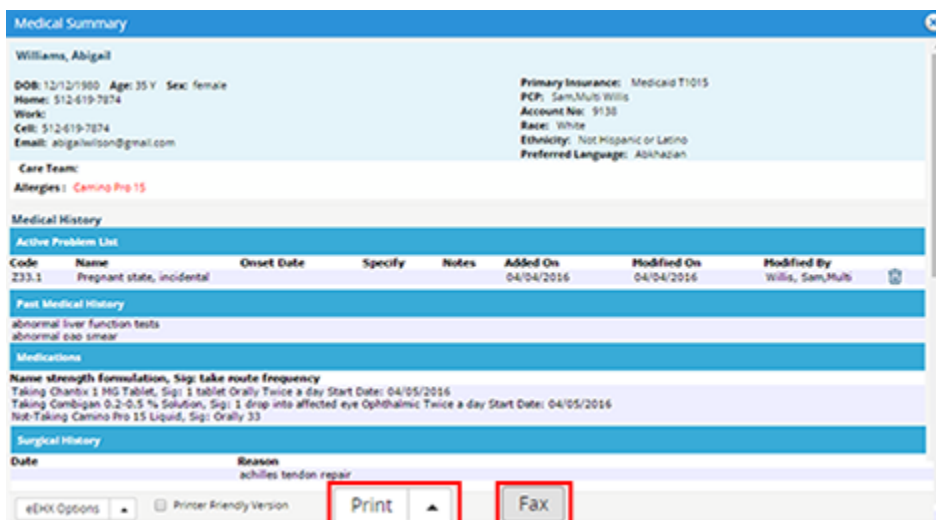 Medical Summary
Williams, Abigail
DOB: 12/12/1980 Age: 35 Y Sex: female
Home: 512-619-7874
Work:
Cell: 512-619-7874
Email: abigailwilson@gmail.com
Primary Insurance: Medicaid T1015
PCP: Sam,Multi Willis
Account No: 9138
Race: White
Ethnicity: Not Hispanic or Latino
Preferred Language: Abkhazian
Care Team:
Allergies : Camino Pro 15
Medical History
Active Problem List
Code Name Onset Date Specify Notes Added On Modified On Modified By
Z33.1 Pregnant state, incidental 04/04/2016 04/04/2016 Willis, Sam,Multi
Past Medical History
abnormal liver function tests
abnormal pap smear
Medications
Name strength formulation, Sig: take route frequency
Taking Chantix 1 MG Tablet, Sig: 1 tablet Orally Twice a day Start Date: 04/05/2016
Taking Combigan 0.2-0.5 % Solution, Sig: 1 drop into affected eye Ophthalmic Twice a day Start Date: 04/05/2016
Not-Taking Camino Pro 15 Liquid, Sig: Orally 33
Surgical History
Date Reason
achilles tendon repair
eEHX Options Printer Friendly Version Print Fax